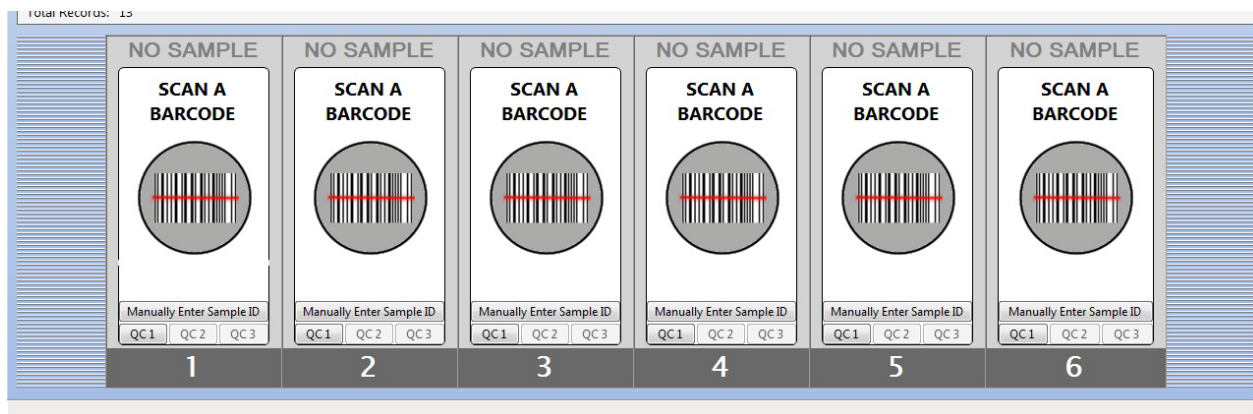 Total Records: 13
NO SAMPLE NO SAMPLE NO SAMPLE NO SAMPLE NO SAMPLE NO SAMPLE
SCAN A SCAN A SCAN A SCAN A SCAN A SCAN A
BARCODE BARCODE BARCODE BARCODE BARCODE BARCODE
Manually Enter Sample ID Manually Enter Sample ID Manually Enter Sample ID Manually Enter Sample ID Manually Enter Sample ID Manually Enter Sample ID
QC 1 QC 2 QC 3 QC 1 QC 2 QC 3 QC 1 QC 2 QC 3 QC 1 QC 2 QC 3 QC 1 QC 2 QC 3 QC 1 QC 2 QC 3
1 2 3 4 5 6